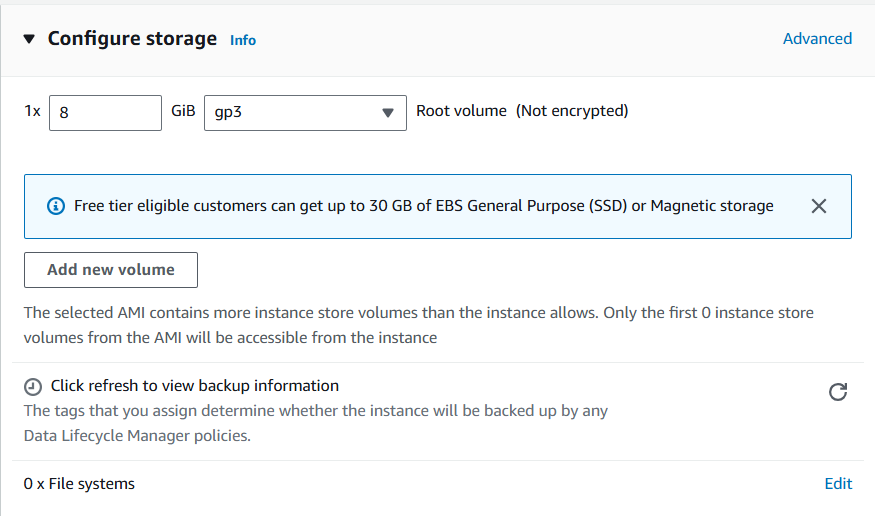 Configure storage Info Advanced
1x 8 GiB gp3 Root volume (Not encrypted)
Free tier eligible customers can get up to 30 GB of EBS General Purpose (SSD) or Magnetic storage
Add new volume
The selected AMI contains more instance store volumes than the instance allows. Only the first 0 instance store
volumes from the AMI will be accessible from the instance
Click refresh to view backup information
The tags that you assign determine whether the instance will be backed up by any
Data Lifecycle Manager policies.
0 x File systems Edit